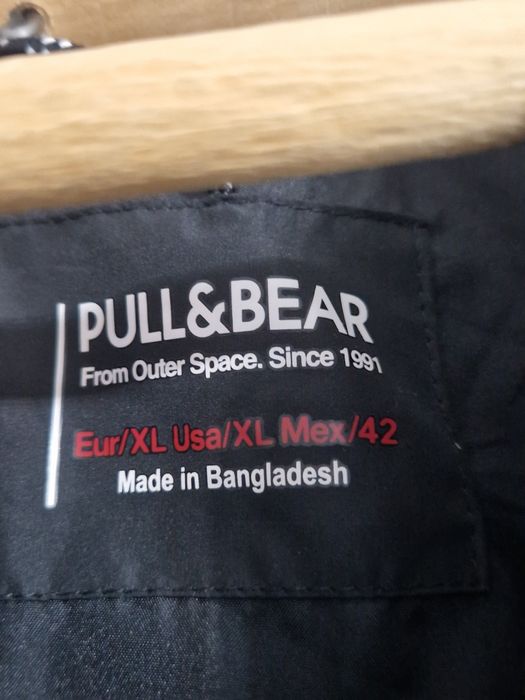 PULL&BEAR
From Outer Space. Since 1991
Eur/XL Usa/XL Mex/42
Made in Bangladesh